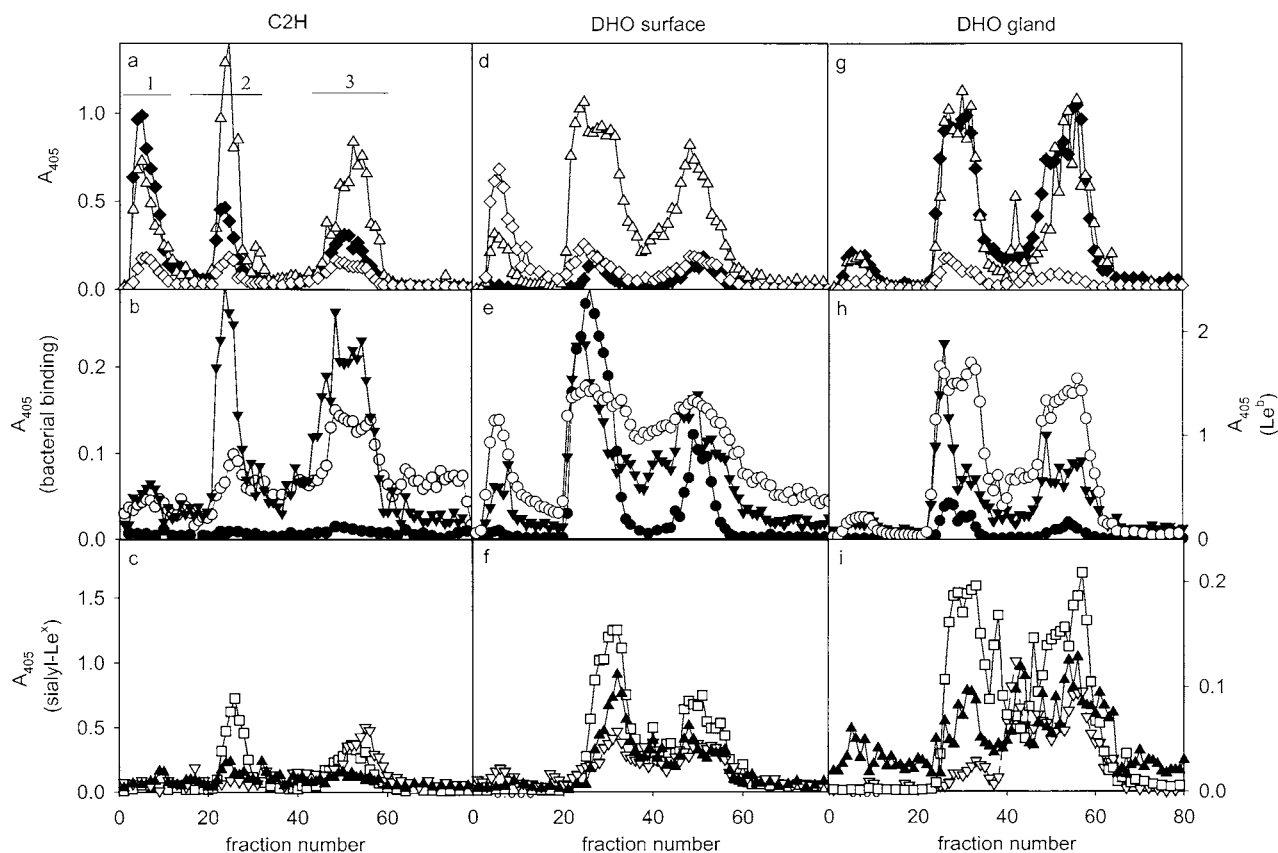 C2H
DHO surface
DHO gland
a
1
2
3
d
g
A405
1.0
0.5
0.0
b
e
h
A405
(bacterial binding)
0.2
0.1
0.0
2
1
0
A405
(Leb)
c
f
i
A405
(sialyl-Lex)
1.5
1.0
0.5
0.0
0.2
0.1
0.0
0 20 40 60 0 20 40 60 0 20 40 60 80
fraction number fraction number fraction number